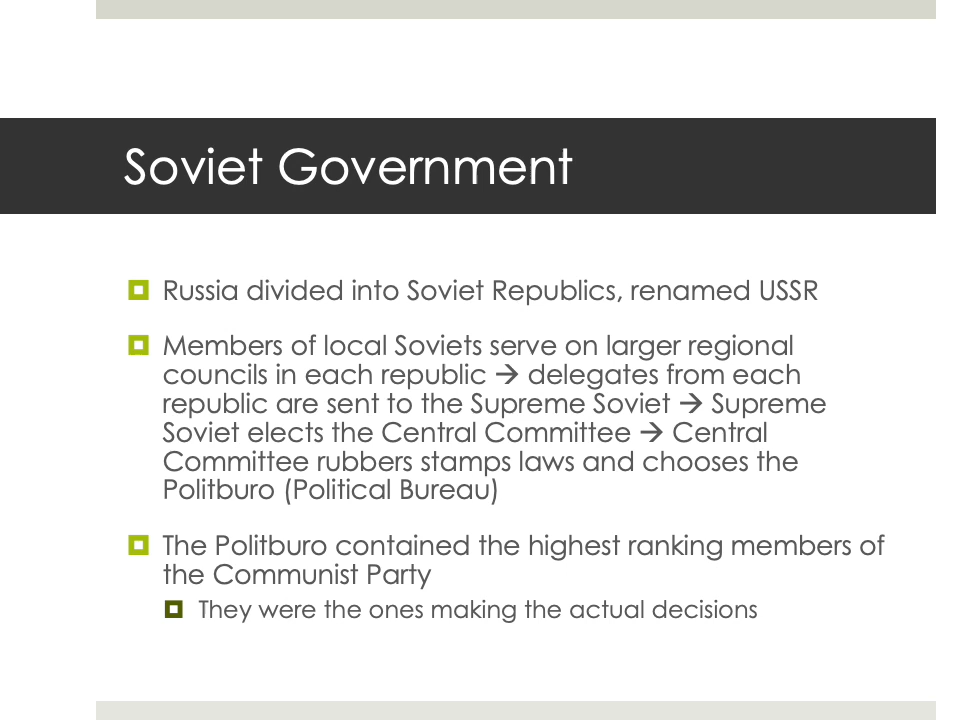 Soviet Government
Russia divided into Soviet Republics, renamed USSR
Members of local Soviets serve on larger regional
councils in each republic → delegates from each
republic are sent to the Supreme Soviet → Supreme
Soviet elects the Central Committee → Central
Committee rubbers stamps laws and chooses the
Politburo (Political Bureau)
The Politburo contained the highest ranking members of
the Communist Party
They were the ones making the actual decisions